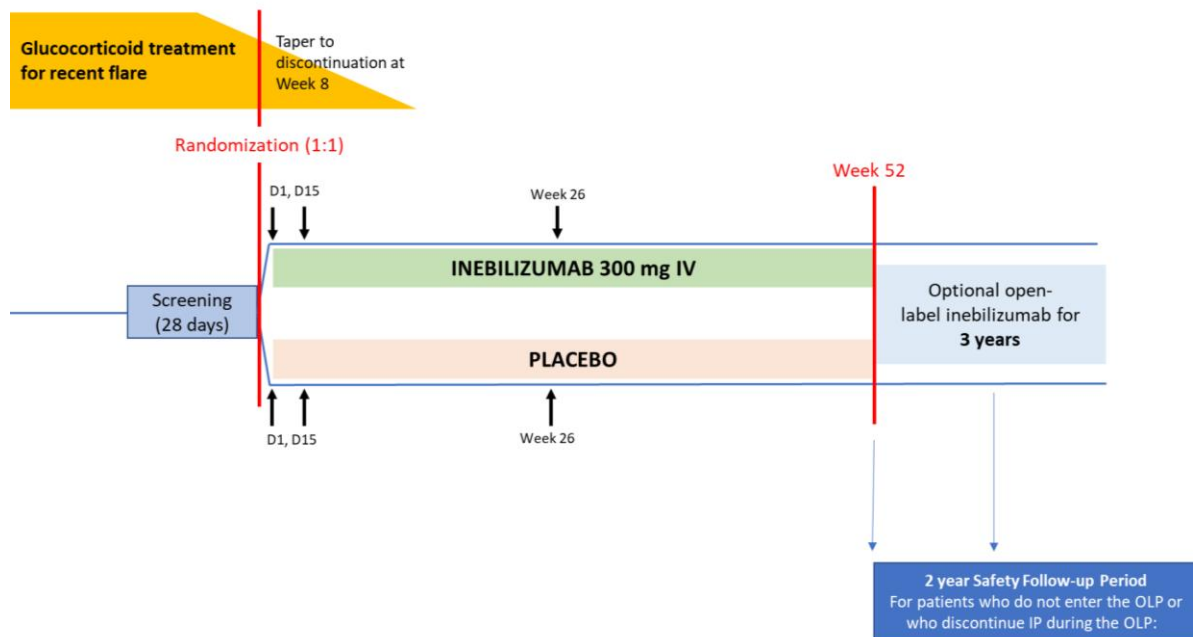 Glucocorticoid treatment
for recent flare
Taper to
discontinuation at
Week 8
Randomization (1:1)
Week 52
D1, D15
Week 26
INEBILIZUMAB 300 mg IV
Screening
(28 days)
Optional open-
label inebilizumab for
3 years
PLACEBO
D1, D15
Week 26
2 year Safety Follow-up Period
For patients who do not enter the OLP or
who discontinue IP during the OLP: